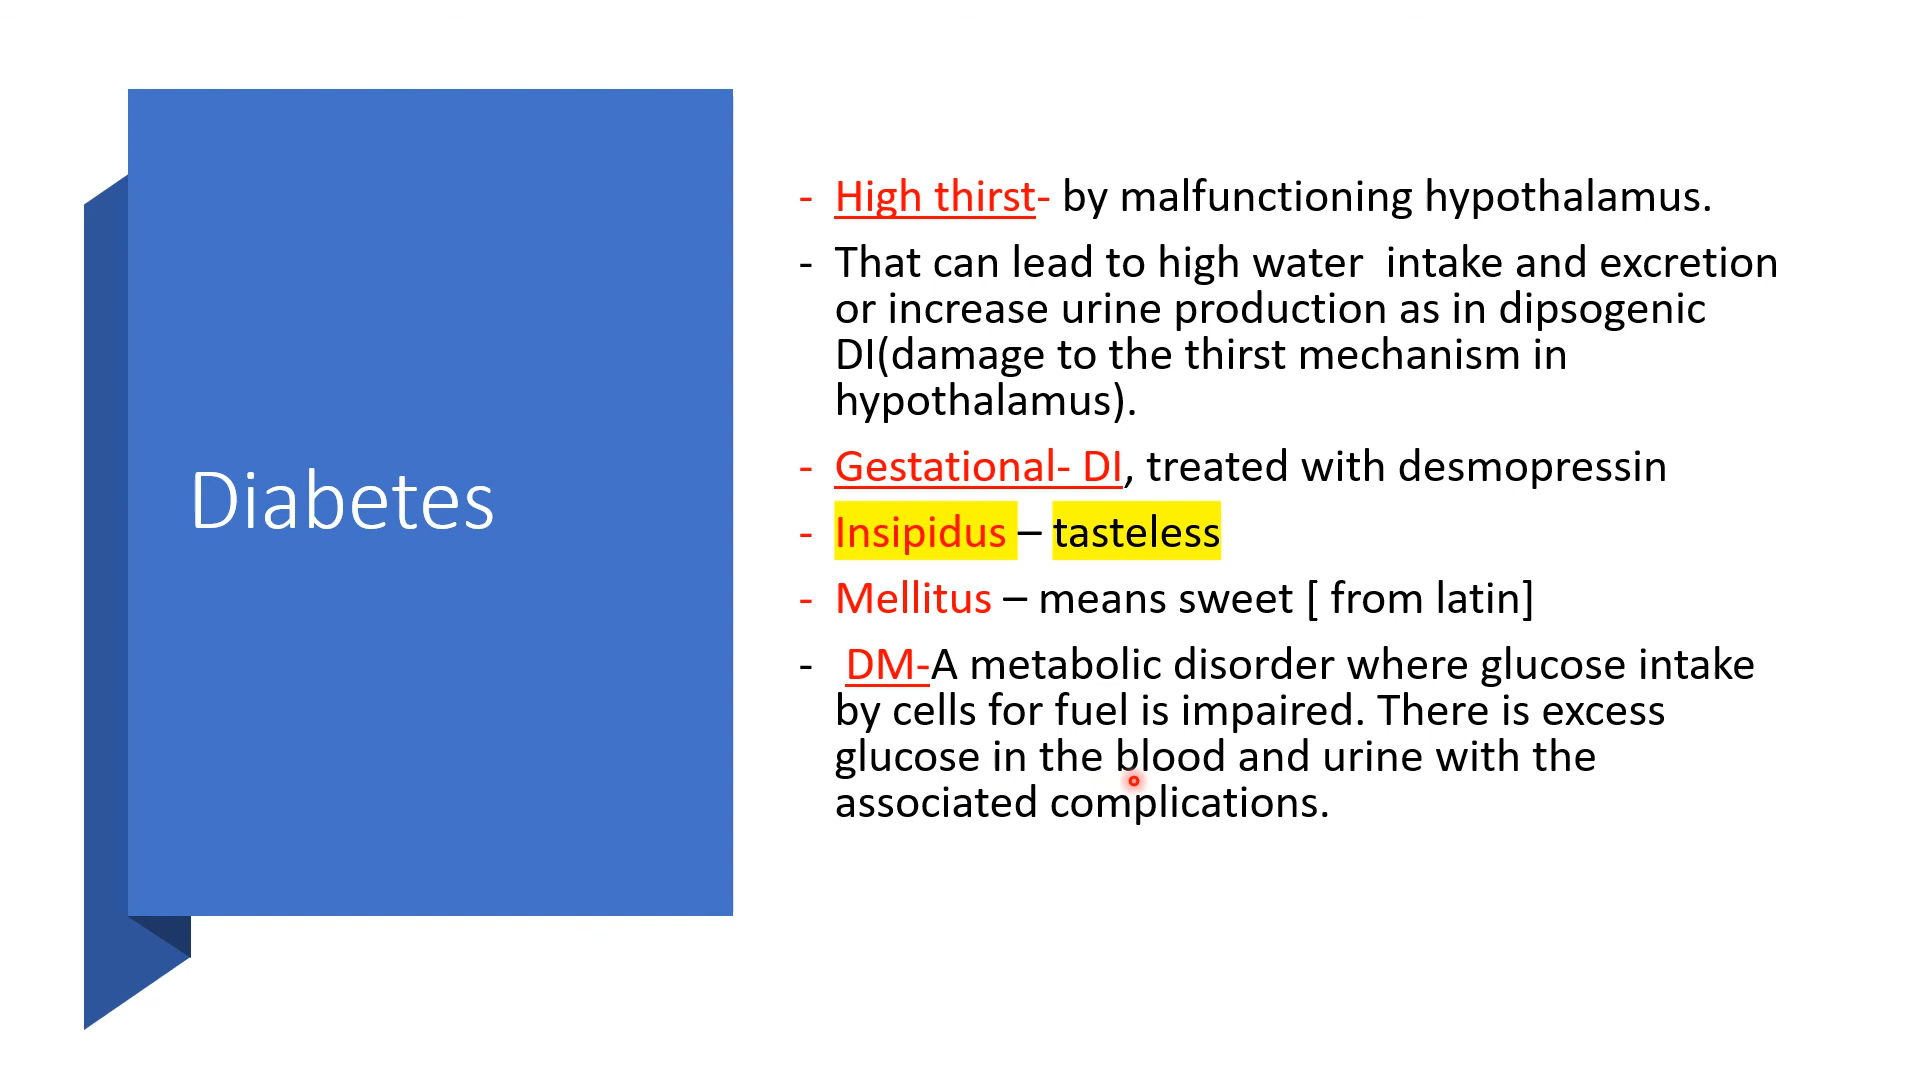 Diabetes
- High thirst- by malfunctioning hypothalamus.
- That can lead to high water  intake and excretion
or increase urine production as in dipsogenic
DI(damage to the thirst mechanism in
hypothalamus).
- Gestational- DI, treated with desmopressin
- Insipidus – tasteless
- Mellitus – means sweet [ from latin]
-  DM-A metabolic disorder where glucose intake
by cells for fuel is impaired. There is excess
glucose in the blood and urine with the
associated complications.